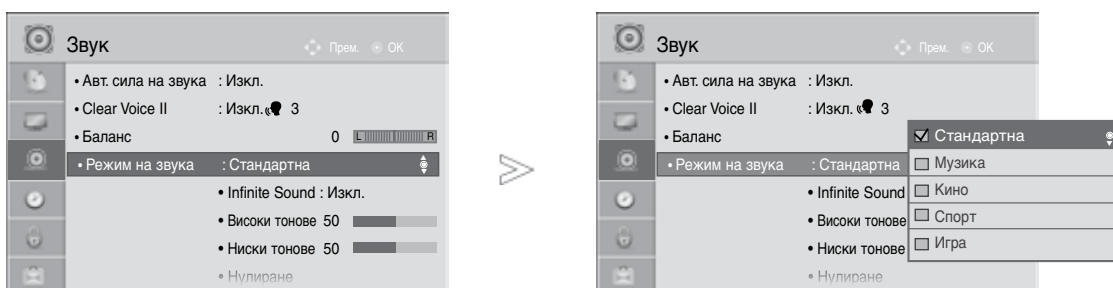 Звук
Прем. OK
• Авт. сила на звука : Изкл.
• Clear Voice II : Изкл. 3
• Баланс 0 L R
• Режим на звука : Стандартна
• Infinite Sound : Изкл.
• Високи тонове 50
• Ниски тонове 50
• Нулиране
>
Звук
Прем. OK
• Авт. сила на звука : Изкл.
• Clear Voice II : Изкл. 3
• Баланс
• Режим на звука : Стандартна
• Infinite Sound
• Високи тонове
• Ниски тонове
• Нулиране
Стандартна
Музика
Кино
Спорт
Игра